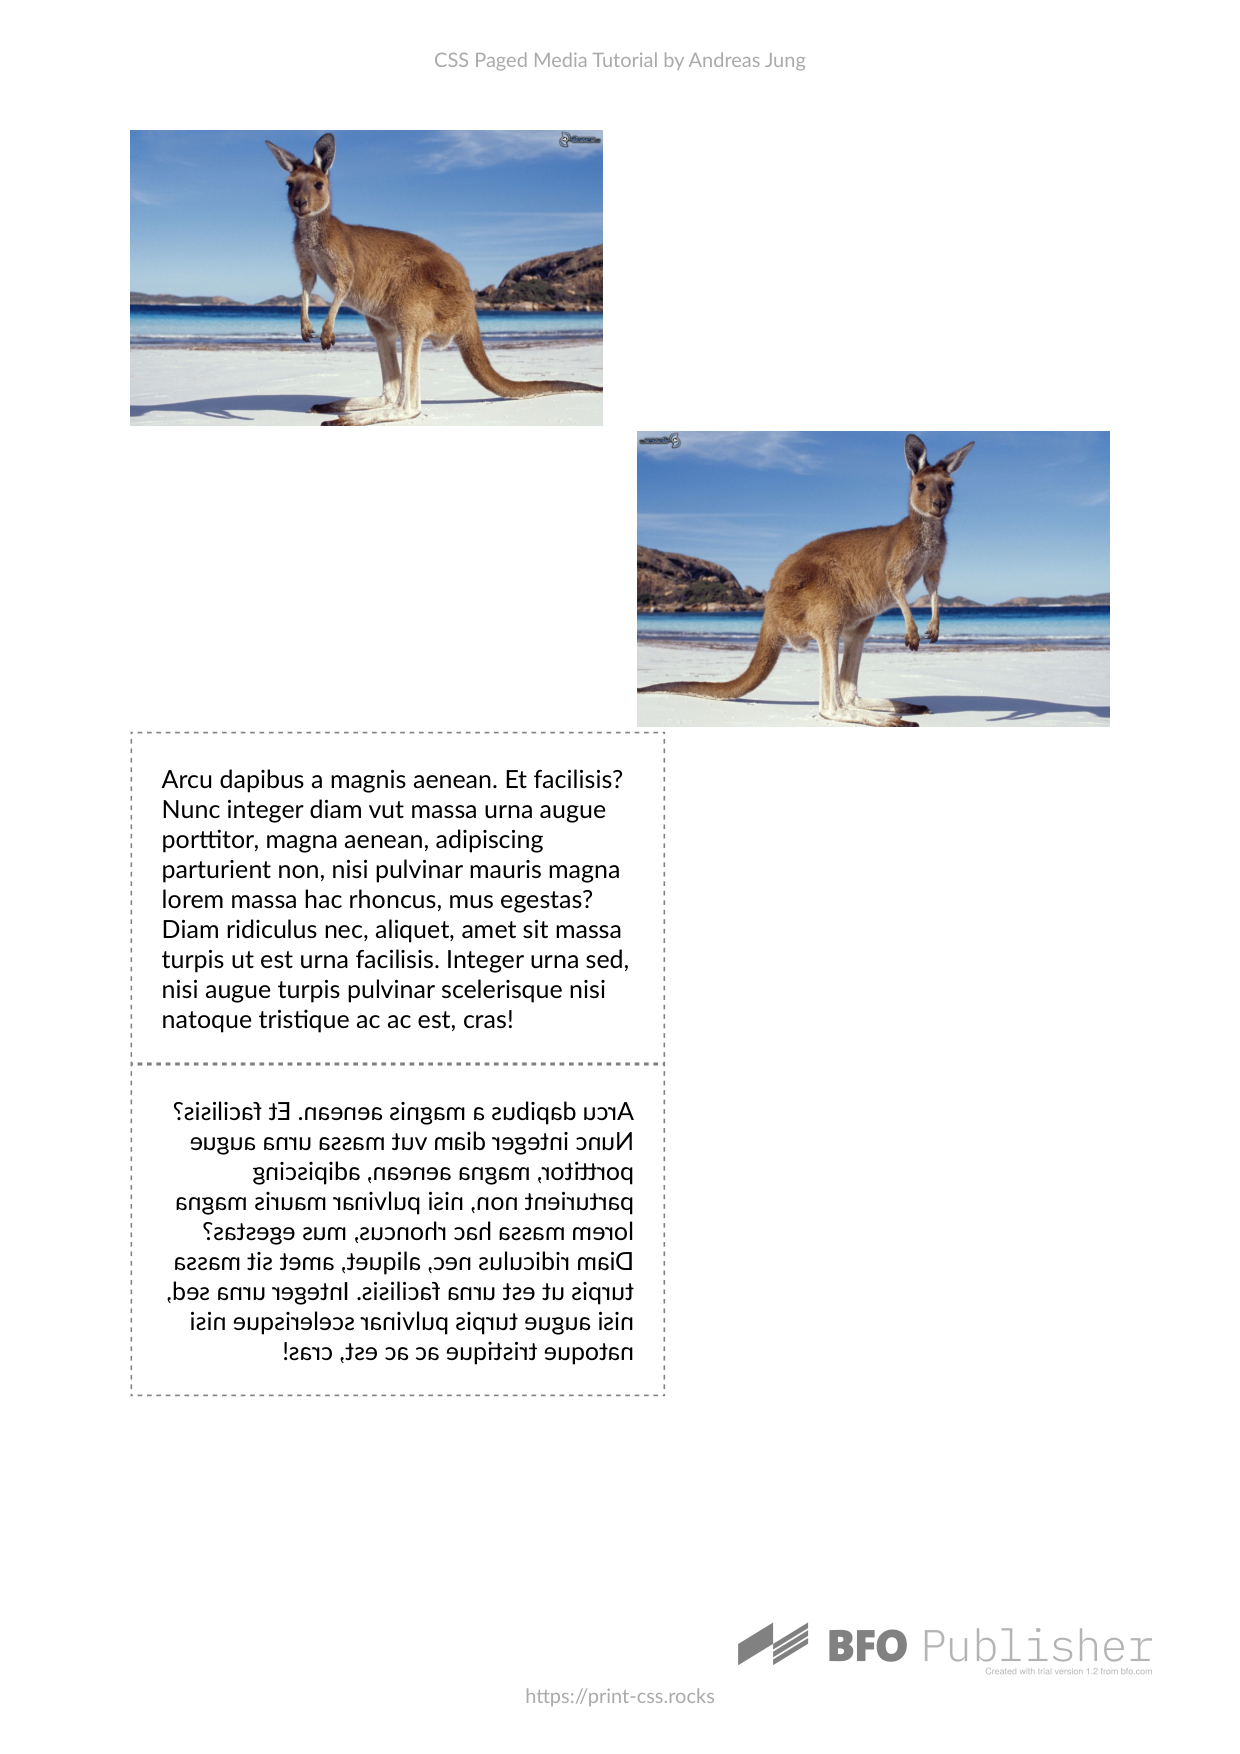 CSS Paged Media Tutorial by Andreas Jung
Arcu dapibus a magnis aenean. Et facilisis?
Nunc integer diam vut massa urna augue
porttitor, magna aenean, adipiscing
parturient non, nisi pulvinar mauris magna
lorem massa hac rhoncus, mus egestas?
Diam ridiculus nec, aliquet, amet sit massa
turpis ut est urna facilisis. Integer urna sed,
nisi augue turpis pulvinar scelerisque nisi
natoque tristique ac ac est, cras!
Arcu dapibus a magnis aenean. Et facilisis?
Nunc integer diam vut massa urna augue
porttitor, magna aenean, adipiscing
parturient non, nisi pulvinar mauris magna
lorem massa hac rhoncus, mus egestas?
Diam ridiculus nec, aliquet, amet sit massa
turpis ut est urna facilisis. Integer urna sed,
nisi augue turpis pulvinar scelerisque nisi
natoque tristique ac ac est, cras!
BFO Publisher
Created with trial version 1.2 from bfo.com
https://print-css.rocks